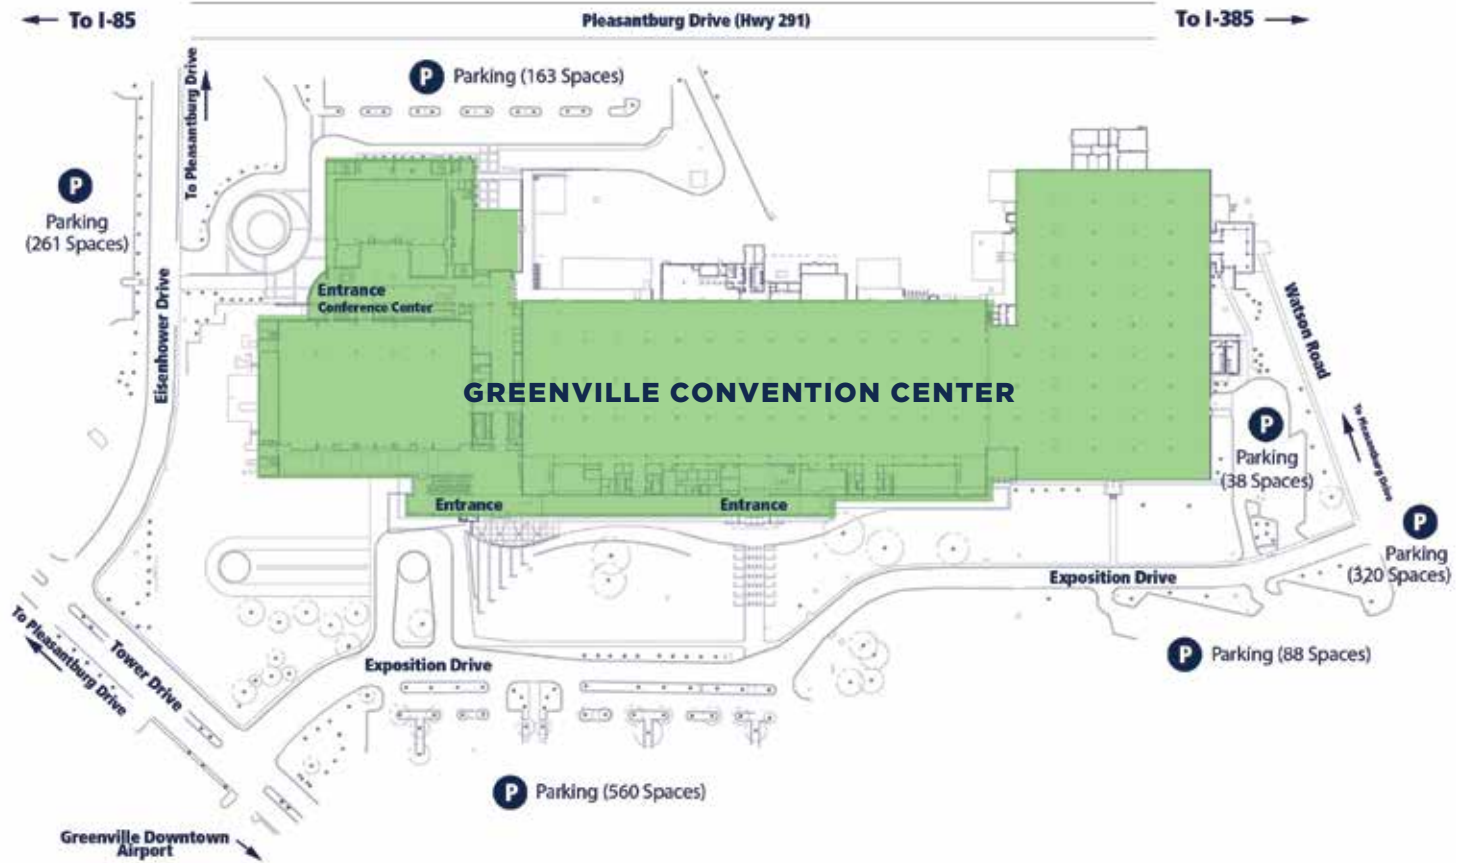 To I-85
Pleasantburg Drive (Hwy 291)
To I-385
To Pleasantburg Drive
P
Parking (163 Spaces)
P
Parking
(261 Spaces)
Eisenhower Drive
Entrance
Conference Center
Watson Road
GREENVILLE CONVENTION CENTER
To Pleasantburg Drive
P
Parking
(38 Spaces)
Entrance
Entrance
P
Parking
(320 Spaces)
Exposition Drive
To Pleasantburg Drive
Tower Drive
Exposition Drive
P
Parking (88 Spaces)
P
Parking (560 Spaces)
Greenville Downtown
Airport